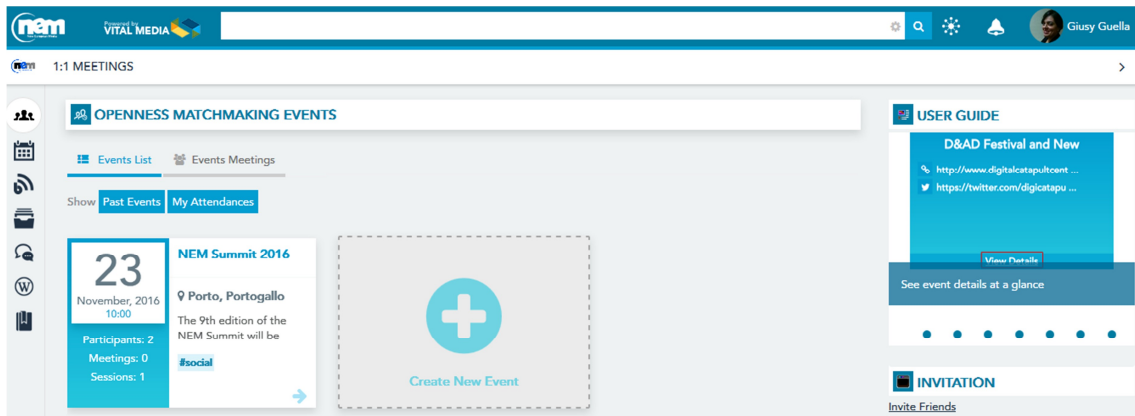 nem
Powered by
VITAL MEDIA
Giusy Guella
nem
1:1 MEETINGS
OPENNESS MATCHMAKING EVENTS
Events List
Events Meetings
Show Past Events My Attendances
23
November, 2016
10:00
Participants: 2
Meetings: 0
Sessions: 1
NEM Summit 2016
Porto, Portogallo
The 9th edition of the
NEM Summit will be
#social
Create New Event
USER GUIDE
D&AD Festival and New
http://www.digitalcatapultcent ...
https://twitter.com/digicatapu ...
View Details
See event details at a glance
INVITATION
Invite Friends